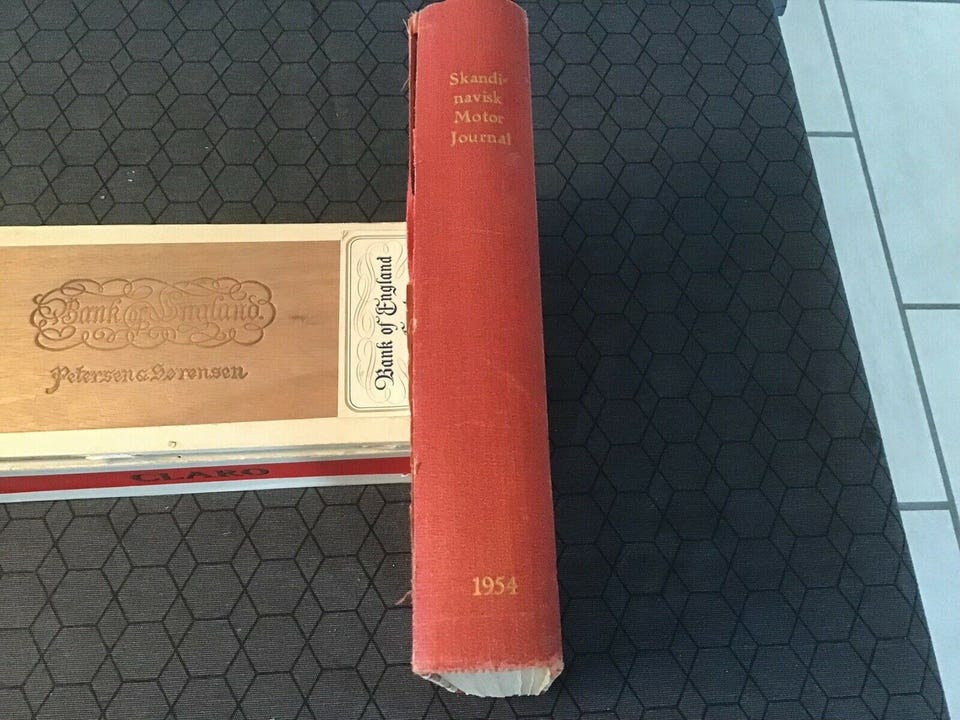 Skandi-
navisk
Motor
Journal
1954
Bank of England.
Petersen & Sørensen
Bank of England
CLARO